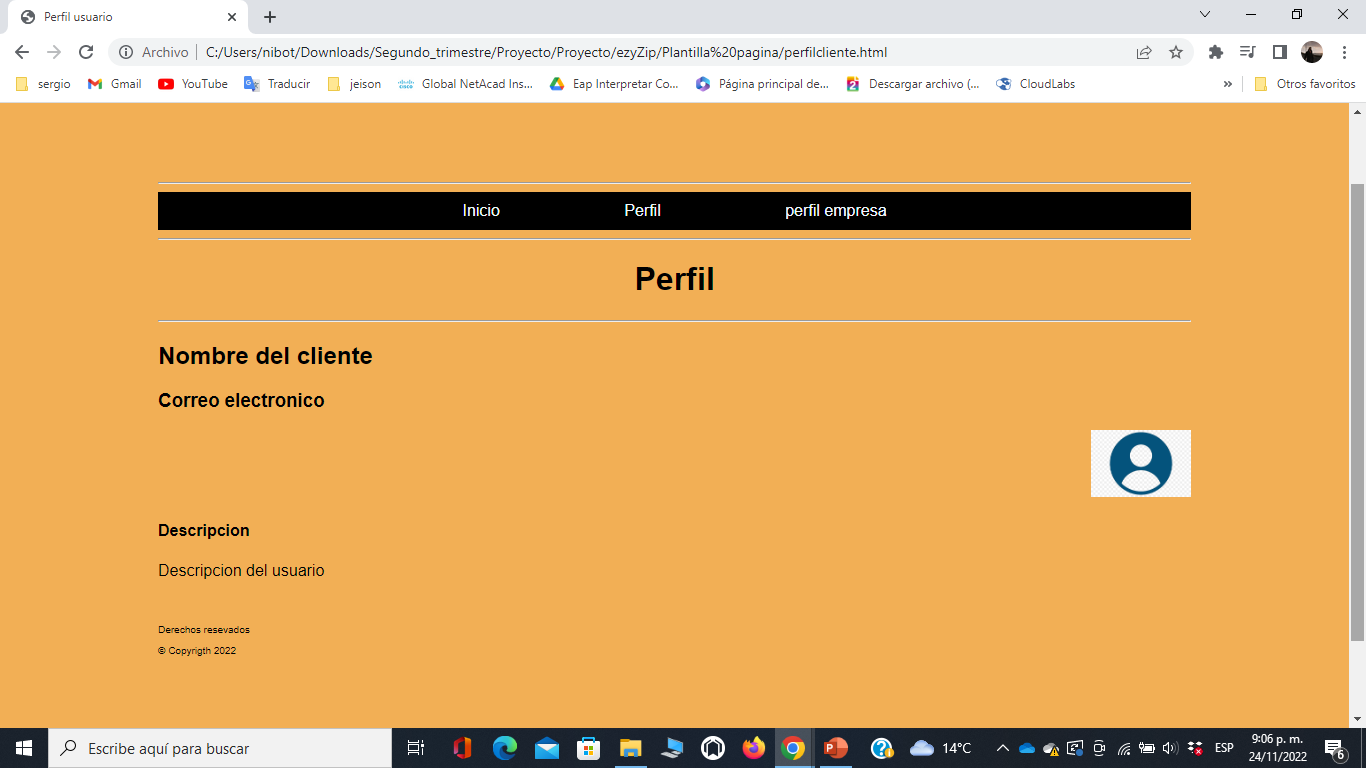 Perfil usuario
Archivo C:/Users/nibot/Downloads/Segundo_trimestre/Proyecto/Proyecto/ezyZip/Plantilla%20pagina/perfilcliente.html
sergio Gmail YouTube Traducir jeison Global NetAcad Ins... Eap Interpretar Co... Página principal de... Descargar archivo (... CloudLabs » Otros favoritos
Inicio Perfil perfil empresa
Perfil
Nombre del cliente
Correo electronico
Descripcion
Descripcion del usuario
Derechos resevados
© Copyrigth 2022
Escribe aquí para buscar 14°C ESP 9:06 p. m.
24/11/2022 6